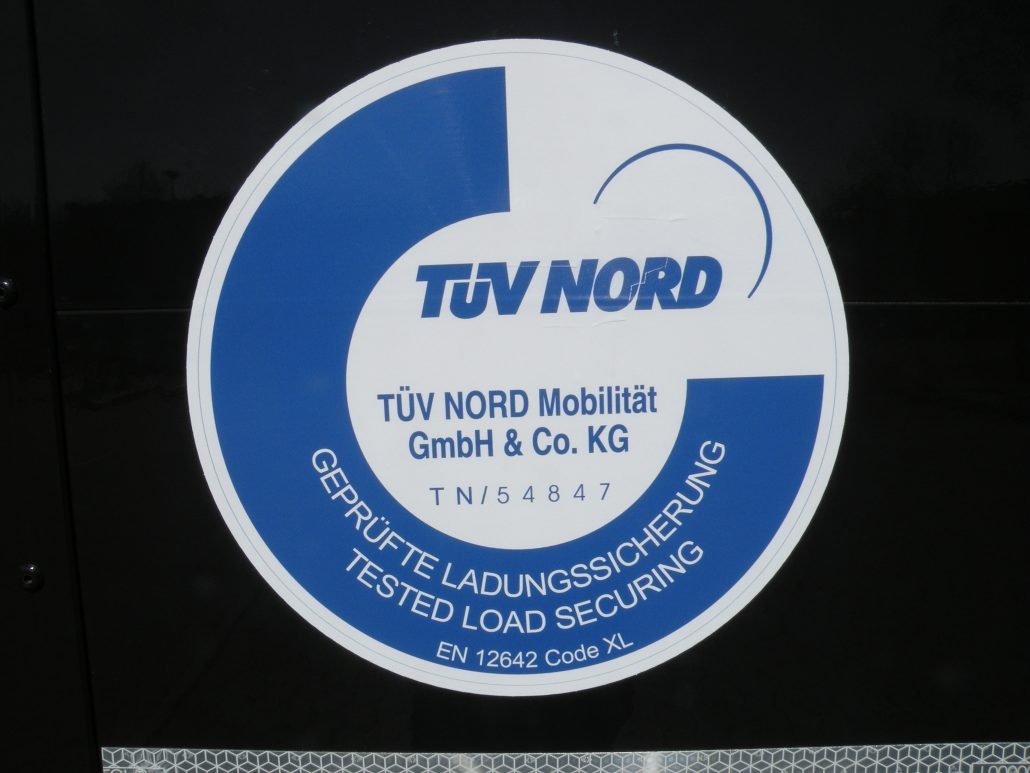 TÜV NORD
TÜV NORD Mobilität
GmbH & Co. KG
TN/54847
GEPRÜFTE LADUNGSSICHERUNG
TESTED LOAD SECURING
EN 12642 Code XL